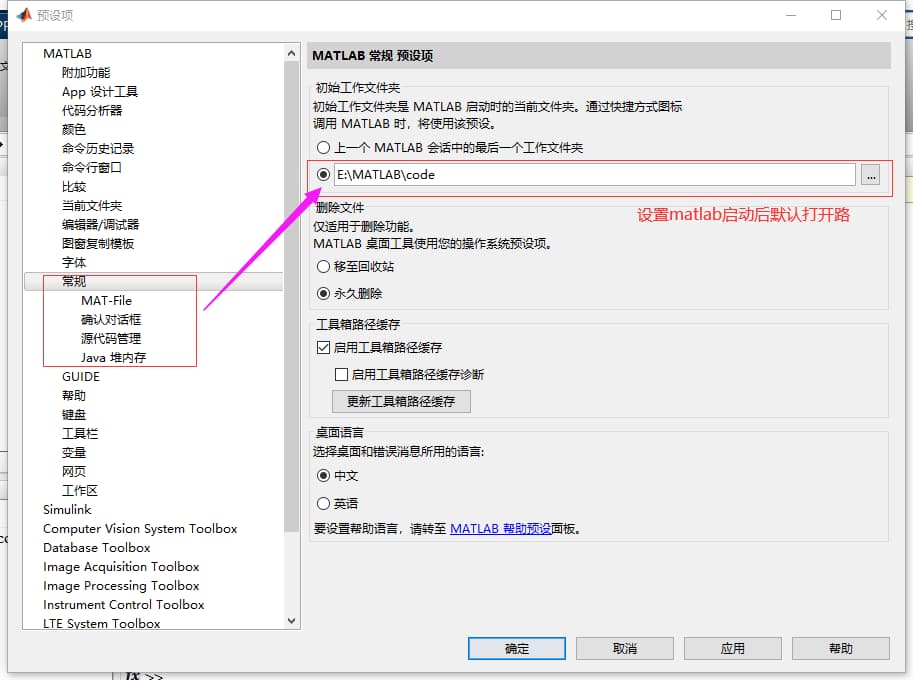 预设项
MATLAB
附加功能
App 设计工具
代码分析器
颜色
命令历史记录
命令行窗口
比较
当前文件夹
编辑器/调试器
图窗复制模板
字体
常规
MAT-File
确认对话框
源代码管理
Java 堆内存
GUIDE
帮助
键盘
工具栏
变量
网页
工作区
Simulink
Computer Vision System Toolbox
Database Toolbox
Image Acquisition Toolbox
Image Processing Toolbox
Instrument Control Toolbox
LTE System Toolbox
MATLAB 常规 预设项
初始工作文件夹
初始工作文件夹是 MATLAB 启动时的当前文件夹。通过快捷方式图标
调用 MATLAB 时，将使用该预设。
上一个 MATLAB 会话中的最后一个工作文件夹
E:\MATLAB\code
...
设置matlab启动后默认打开路
删除文件
仅适用于删除功能。
MATLAB 桌面工具使用您的操作系统预设项。
移至回收站
永久删除
工具箱路径缓存
启用工具箱路径缓存
启用工具箱路径缓存诊断
更新工具箱路径缓存
桌面语言
选择桌面和错误消息所用的语言:
中文
英语
要设置帮助语言，请转至 MATLAB 帮助预设面板。
确定
取消
应用
帮助
fx >>